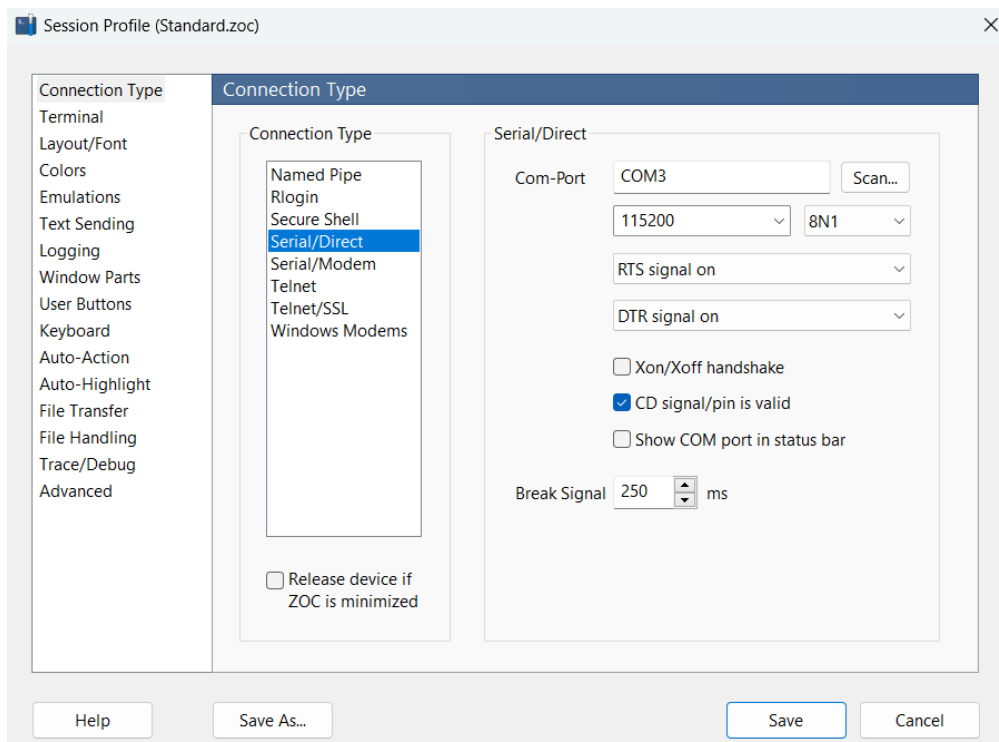 Session Profile (Standard.zoc)
Connection Type
Terminal
Layout/Font
Colors
Emulations
Text Sending
Logging
Window Parts
User Buttons
Keyboard
Auto-Action
Auto-Highlight
File Transfer
File Handling
Trace/Debug
Advanced
Connection Type
Connection Type
Named Pipe
Rlogin
Secure Shell
Serial/Direct
Serial/Modem
Telnet
Telnet/SSL
Windows Modems
Release device if
ZOC is minimized
Serial/Direct
Com-Port COM3 Scan...
115200 8N1
RTS signal on
DTR signal on
Xon/Xoff handshake
CD signal/pin is valid
Show COM port in status bar
Break Signal 250 ms
Help Save As... Save Cancel